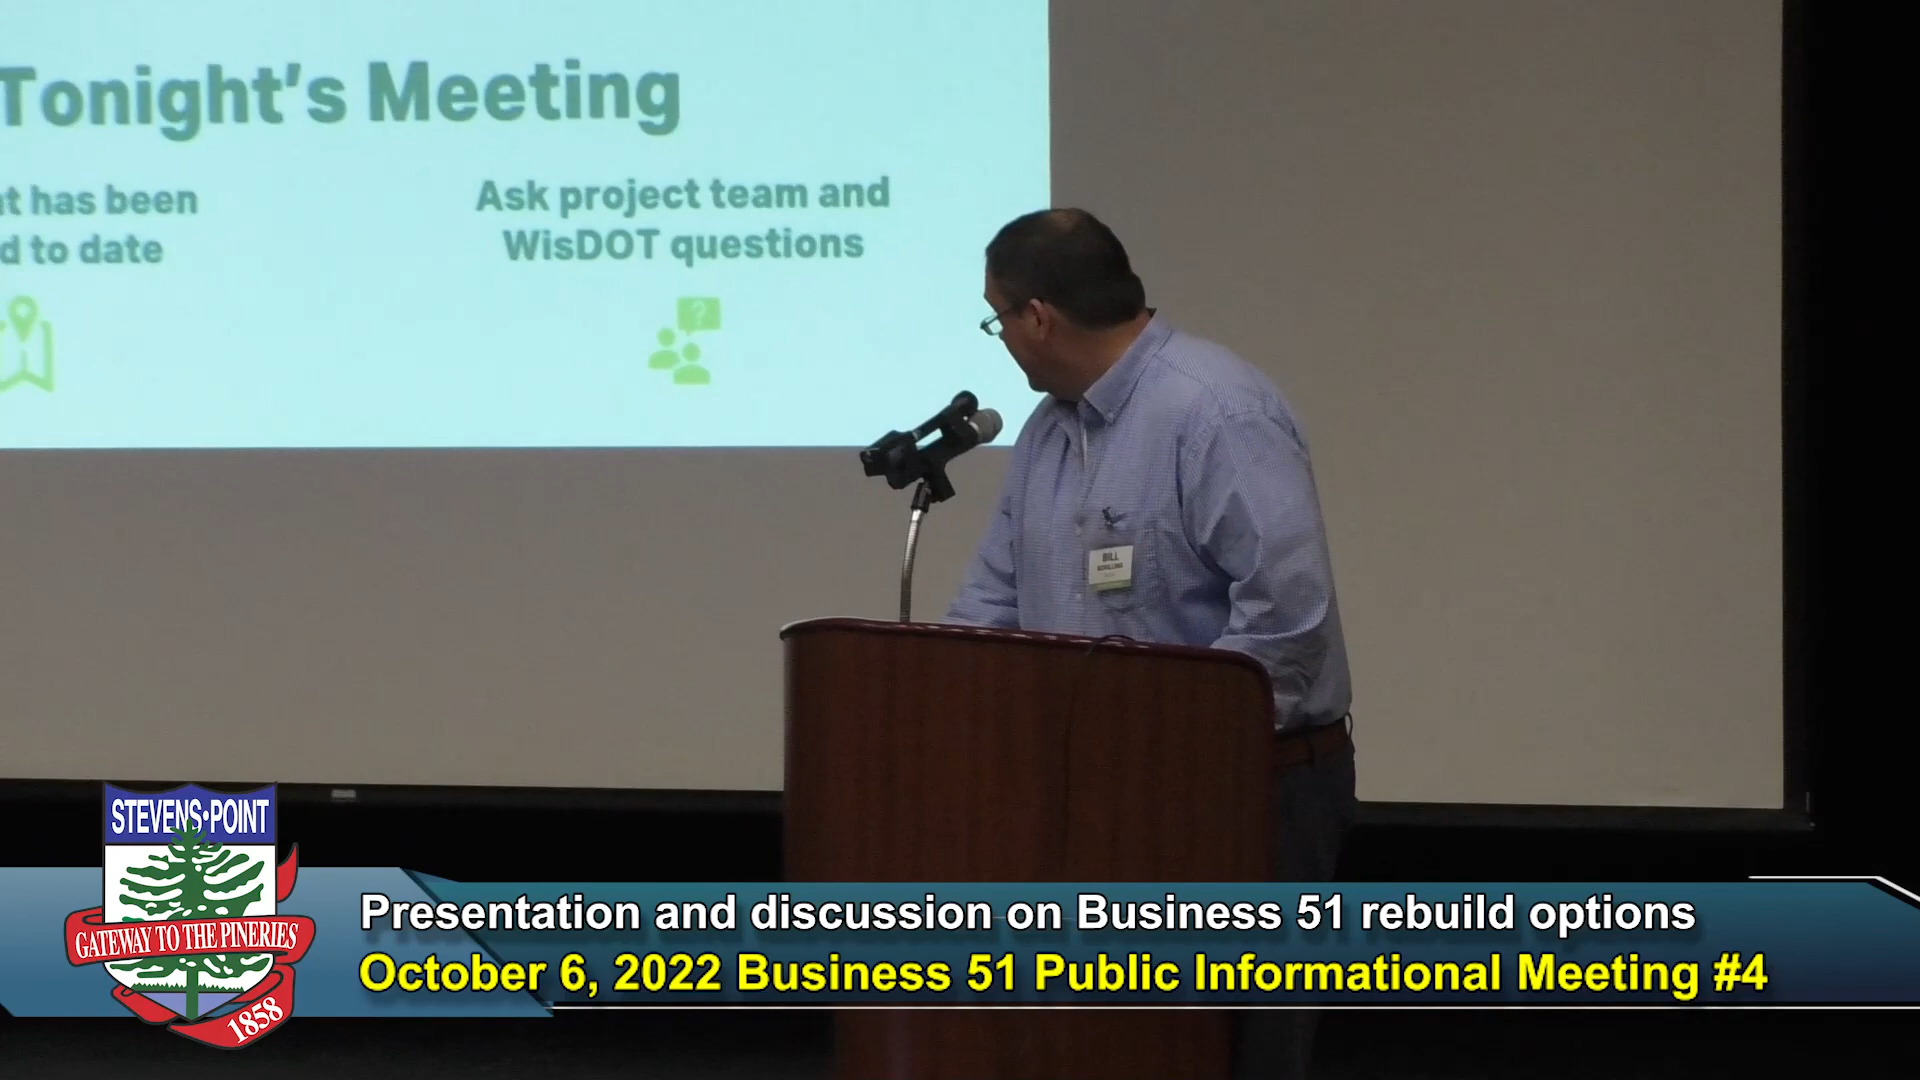 Tonight's Meeting
at has been
d to date
Ask project team and
WisDOT questions
?
BILL
STEVENS•POINT
GATEWAY TO THE PINERIES
1858
Presentation and discussion on Business 51 rebuild options
October 6, 2022 Business 51 Public Informational Meeting #4